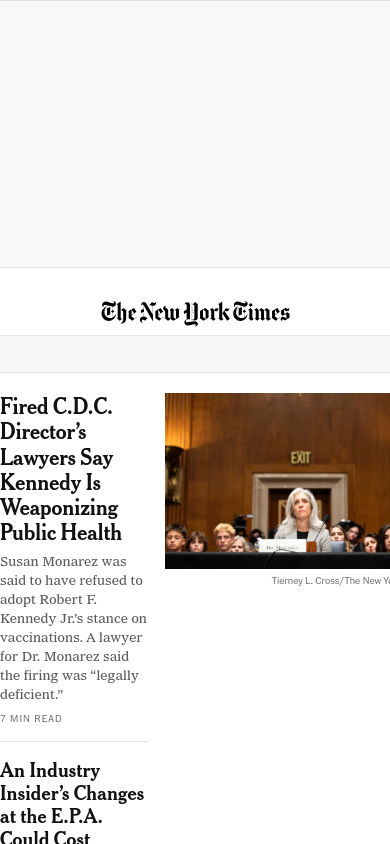 The New York Times
Fired C.D.C.
Director's
Lawyers Say
Kennedy Is
Weaponizing
Public Health
Susan Monarez was
said to have refused to
adopt Robert F.
Kennedy Jr.'s stance on
vaccinations. A lawyer
for Dr. Monarez said
the firing was “legally
deficient.”
7 MIN READ
EXIT
Dr. Monarez
Tierney L. Cross/The New Yo
An Industry
Insider's Changes
at the E.P.A.
Could Cost